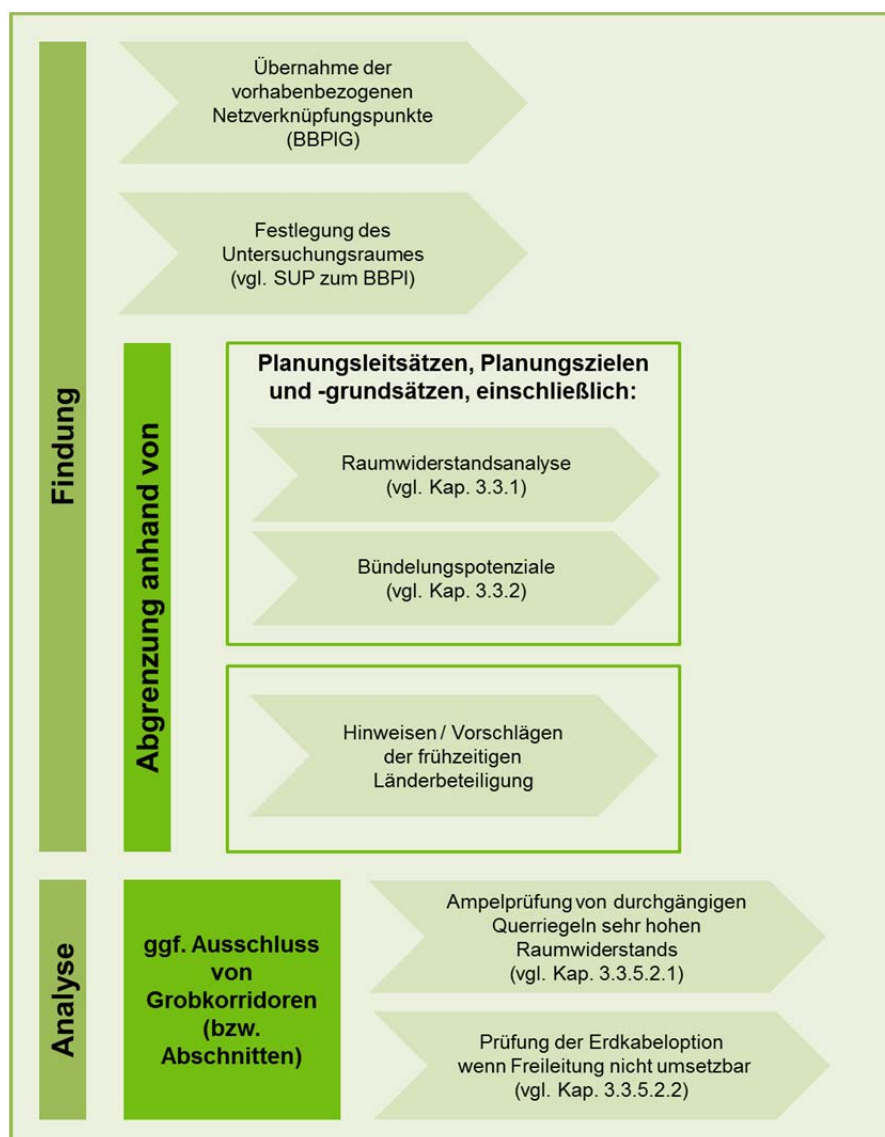 Findung
Übernahme der
vorhabenbezogenen
Netzverknüpfungspunkte
(BBPlG)
Festlegung des
Untersuchungsraumes
(vgl. SUP zum BBPl)
Abgrenzung anhand von
Planungsleitsätzen, Planungszielen
und -grundsätzen, einschließlich:
Raumwiderstandsanalyse
(vgl. Kap. 3.3.1)
Bündelungspotenziale
(vgl. Kap. 3.3.2)
Hinweisen / Vorschlägen
der frühzeitigen
Länderbeteiligung
Analyse
ggf. Ausschluss
von
Grobkorridoren
(bzw.
Abschnitten)
Ampelprüfung von durchgängigen
Querriegeln sehr hohen
Raumwiderstands
(vgl. Kap. 3.3.5.2.1)
Prüfung der Erdkabeloption
wenn Freileitung nicht umsetzbar
(vgl. Kap. 3.3.5.2.2)